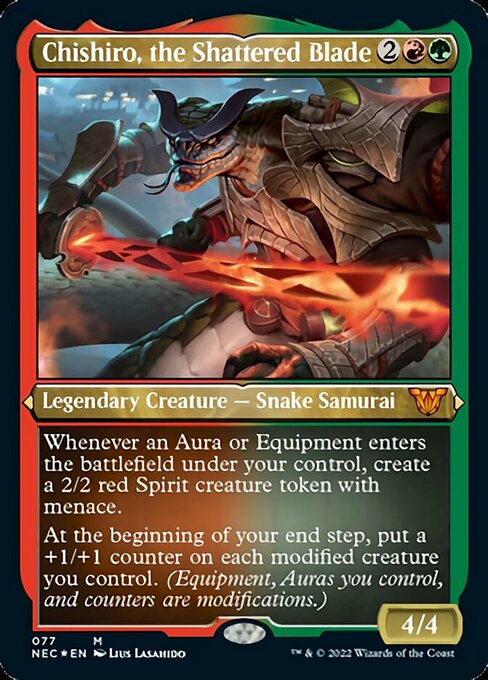 Chishiro, the Shattered Blade 2
Legendary Creature — Snake Samurai
Whenever an Aura or Equipment enters
the battlefield under your control, create
a 2/2 red Spirit creature token with
menace.
At the beginning of your end step, put a
+1/+1 counter on each modified creature
you control. (Equipment, Auras you control,
and counters are modifications.)
4/4
077 M
NEC★EN Lius Lasahido
™ & © 2022 Wizards of the Coast